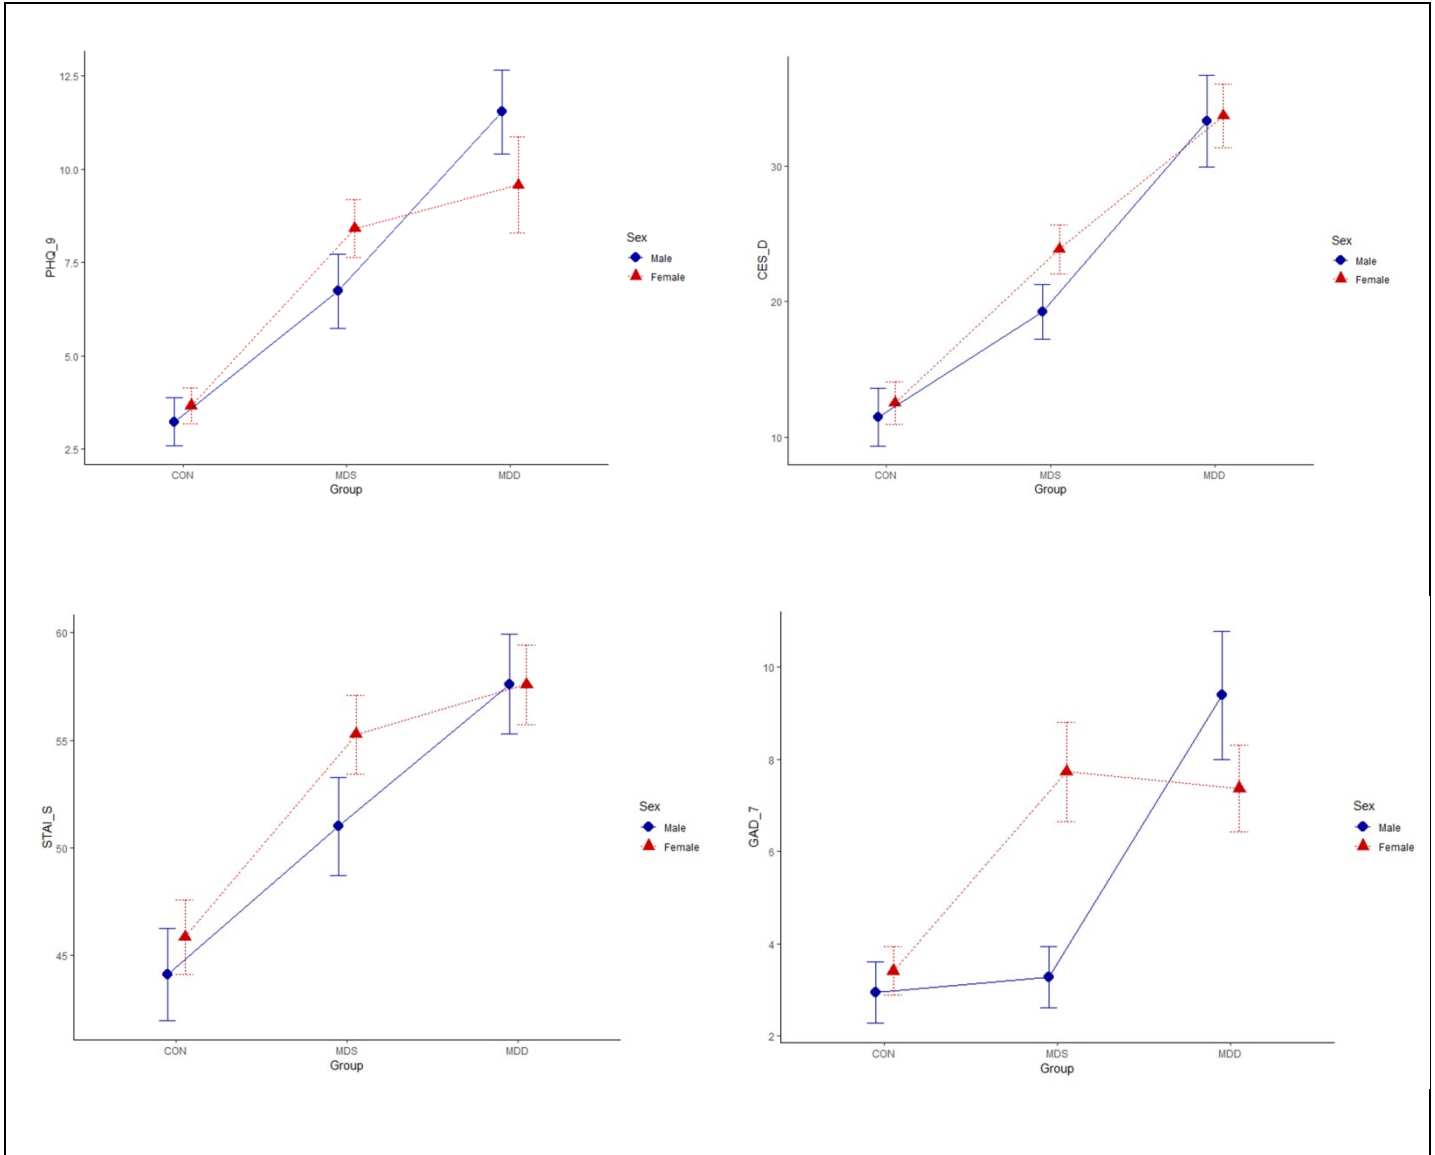 12.5
10.0
7.5
5.0
2.5
PHQ_9
CON MDS MDD
Group
Sex
Male
Female
30
20
10
CES_D
CON MDS MDD
Group
Sex
Male
Female
60
55
50
45
STAI_S
CON MDS MDD
Group
Sex
Male
Female
10
8
6
4
2
GAD_7
CON MDS MDD
Group
Sex
Male
Female